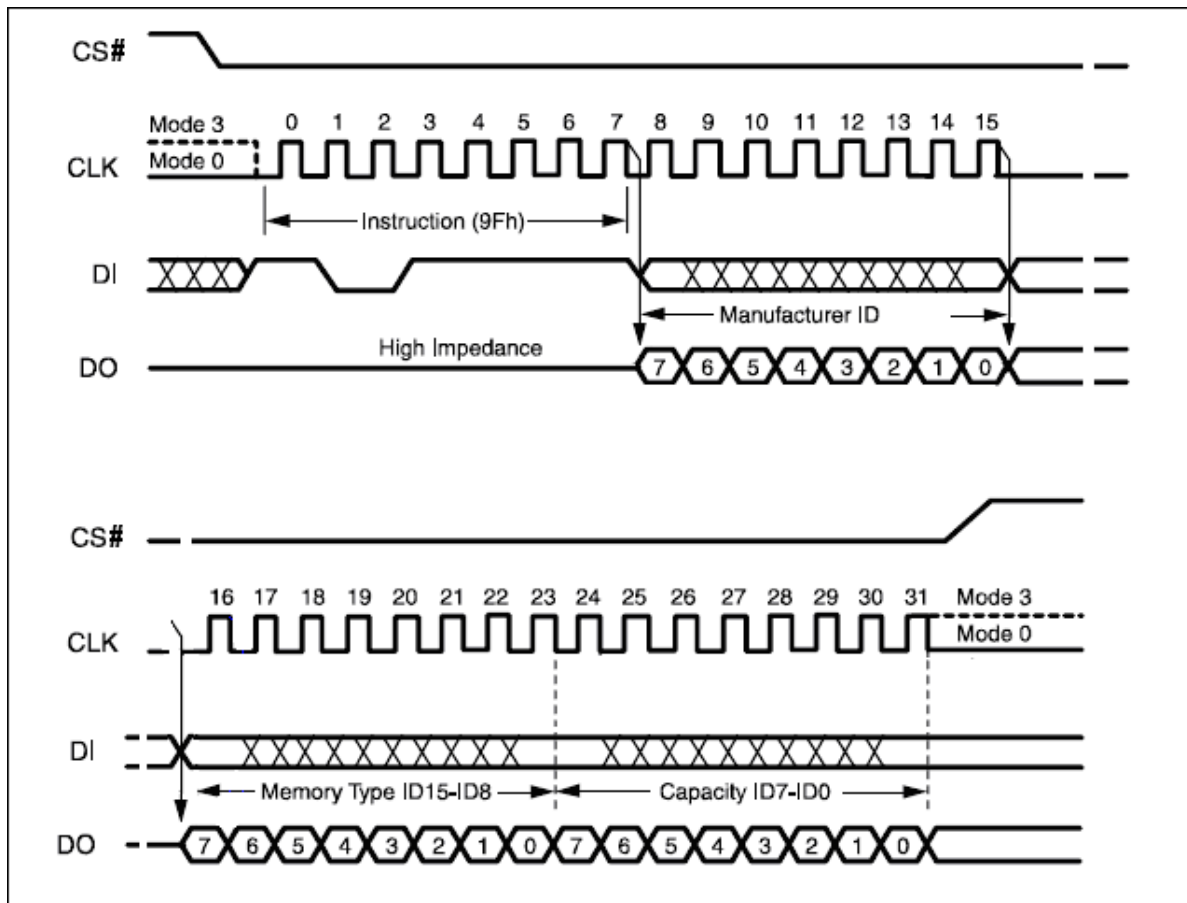 CS#
Mode 3 0 1 2 3 4 5 6 7 8 9 10 11 12 13 14 15
CLK Mode 0
Instruction (9Fh)
DI
Manufacturer ID
High Impedance
DO 7 6 5 4 3 2 1 0
CS#
16 17 18 19 20 21 22 23 24 25 26 27 28 29 30 31 Mode 3
CLK Mode 0
DI
Memory Type ID15-ID8 Capacity ID7-ID0
DO 7 6 5 4 3 2 1 0 7 6 5 4 3 2 1 0